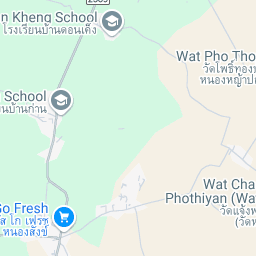 n Kheng School
โรงเรียนบ้านดอนเค็ง
Wat Pho Tho
วัดโพธิ์ทอง
หนองหญ้าป
School
นบ้านก่าน
Wat Cha
Phothiyan (Wa
วัดแจ้งพ
(วัดห
Go Fresh
ส โก เฟรช
หนองสังข์